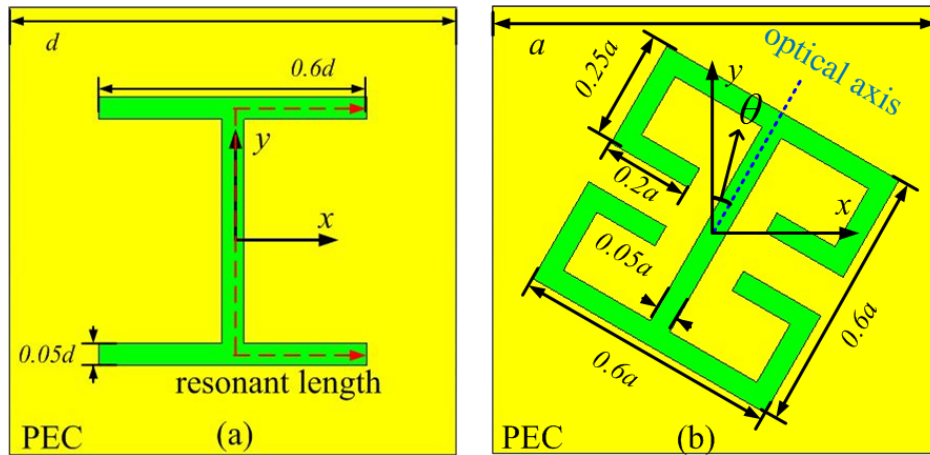 d
0.6d
y
x
0.05d
resonant length
PEC
(a)
a
optical axis
0.25a
y
θ
0.2a
x
0.05a
0.6a
0.6a
PEC
(b)